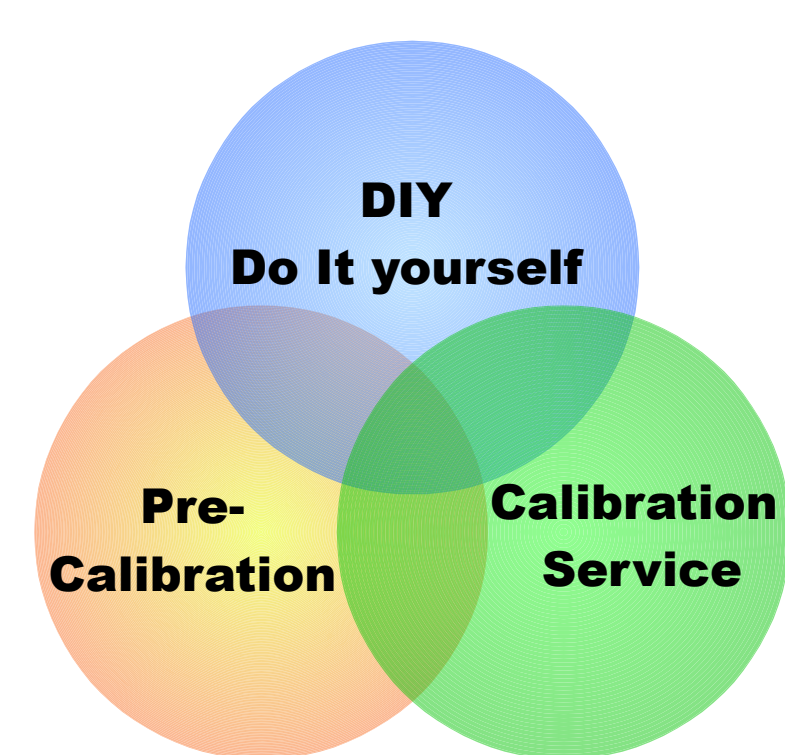 DIY
Do It yourself
Pre-
Calibration
Calibration
Service